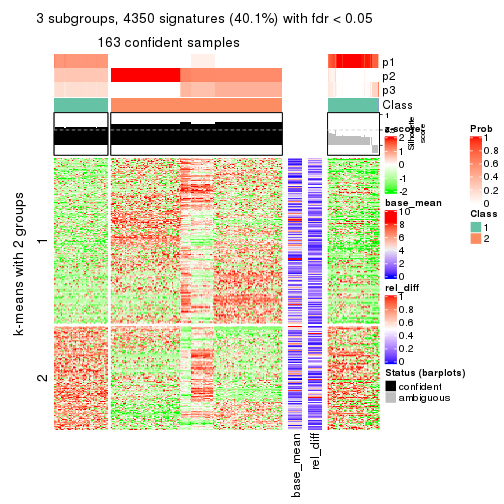 3 subgroups, 4350 signatures (40.1%) with fdr < 0.05
163 confident samples
p1
p2
p3
Class
1
Silhouette
score
k-means with 2 groups
1
2
base_mean
rel_diff
z-score
2
1
0
-1
-2
base_mean
10
8
6
4
2
0
rel_diff
1
0.8
0.6
0.4
0.2
0
Status (barplots)
confident
ambiguous
Prob
1
0.8
0.6
0.4
0.2
0
Class
1
2